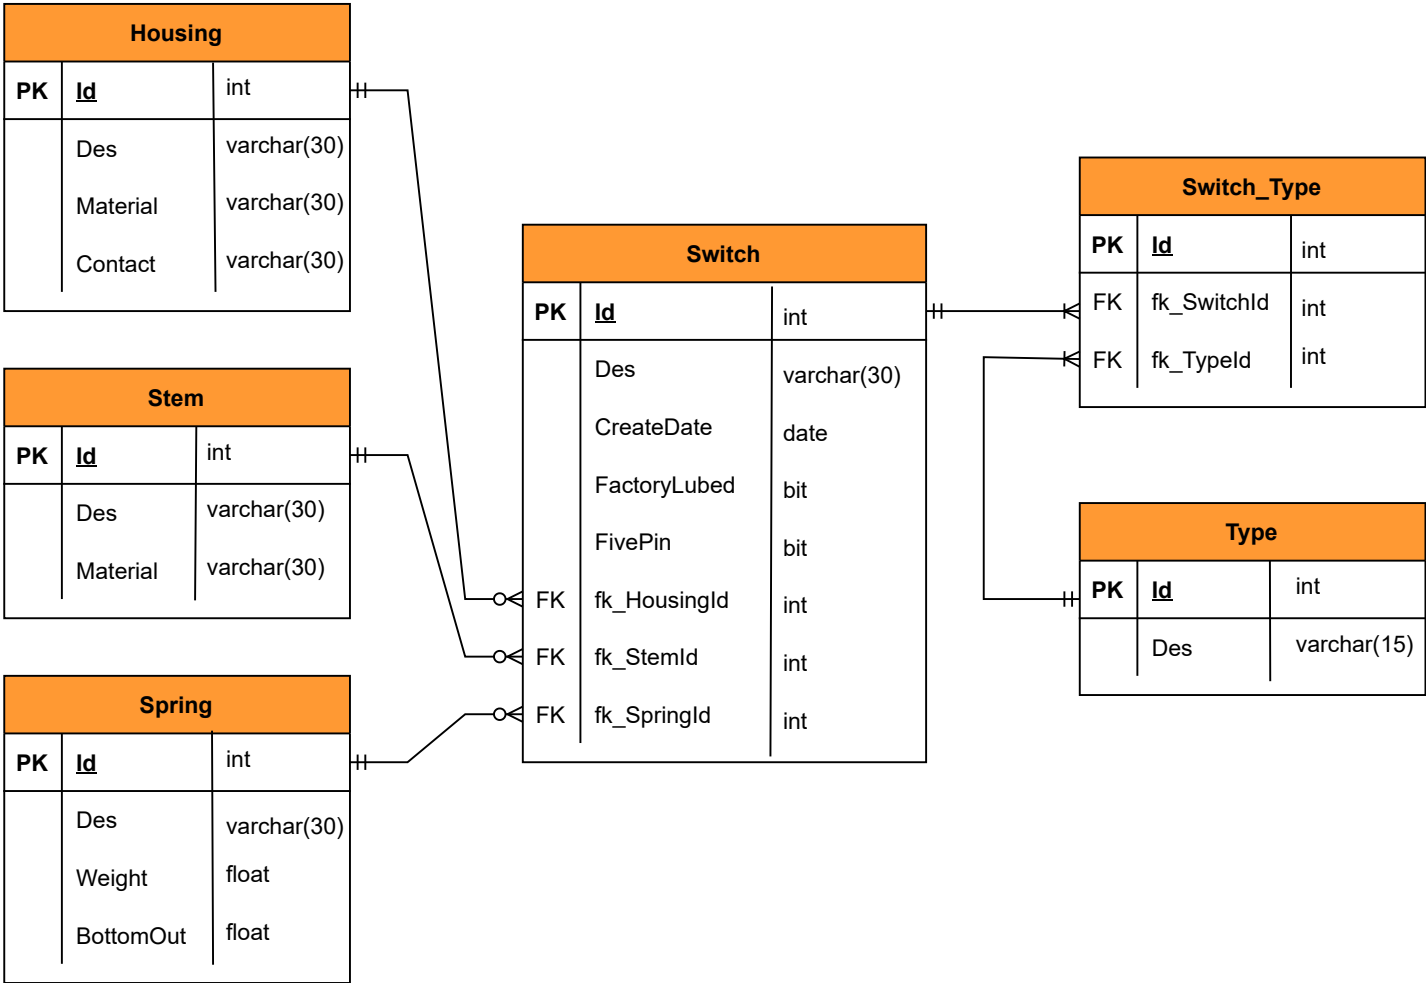 Housing
PK Id int
Des varchar(30)
Material varchar(30)
Contact varchar(30)
Stem
PK Id int
Des varchar(30)
Material varchar(30)
Spring
PK Id int
Des varchar(30)
Weight float
BottomOut float
Switch
PK Id int
Des varchar(30)
CreateDate date
FactoryLubed bit
FivePin bit
FK fk_HousingId int
FK fk_StemId int
FK fk_SpringId int
Switch_Type
PK Id int
FK fk_SwitchId int
FK fk_TypeId int
Type
PK Id int
Des varchar(15)